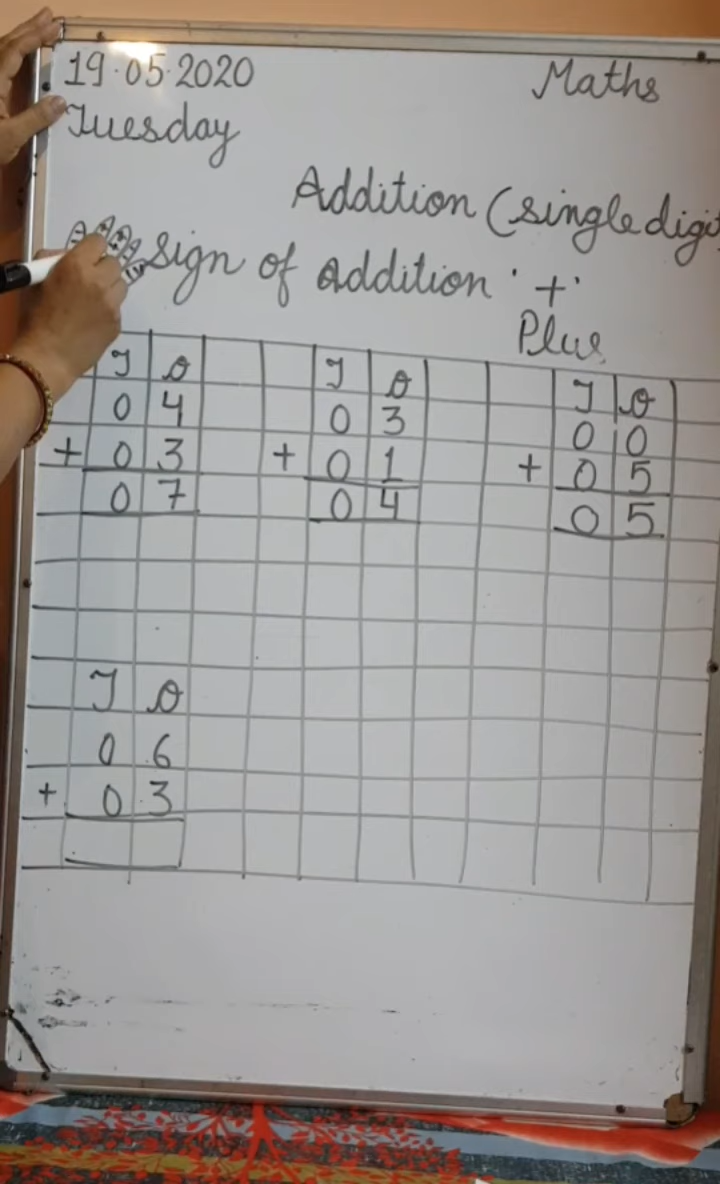 19.05.2020 Maths
Tuesday
Addition (single digi
Sign of Addition '+'
Plus
T O T O T O
0 4 0 3 0 0
+ 0 3 + 0 1 + 0 5
0 7 0 4 0 5
T O
0 6
+ 0 3